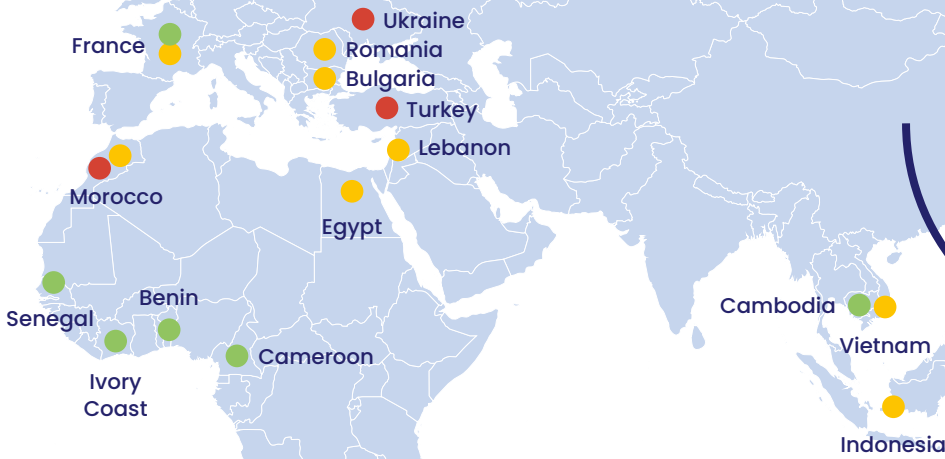 Ukraine
France
Romania
Bulgaria
Turkey
Lebanon
Morocco
Egypt
Benin
Senegal
Cambodia
Vietnam
Cameroon
Ivory
Coast
Indonesia